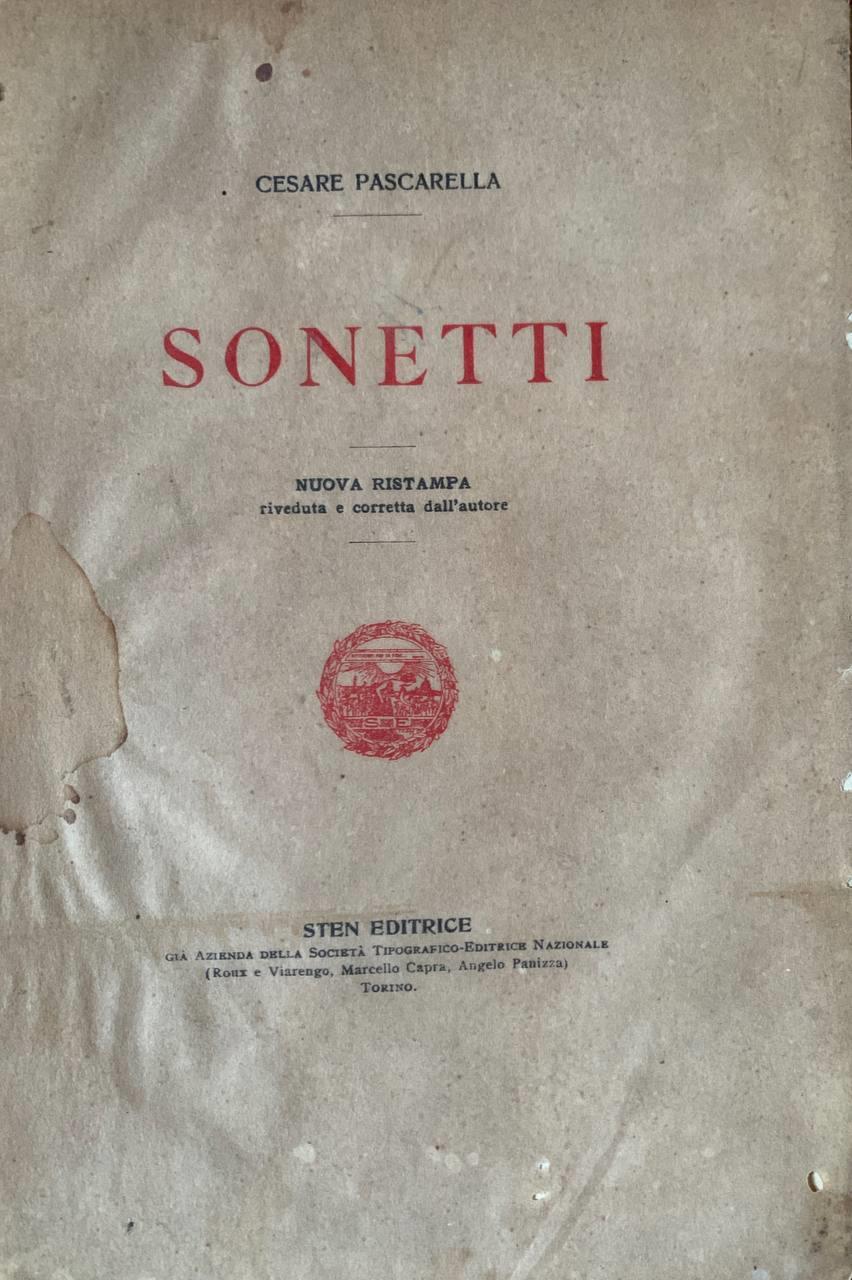 CESARE PASCARELLA
SONETTI
NUOVA RISTAMPA
riveduta e corretta dall'autore
STEN
STEN EDITRICE
GIÀ AZIENDA DELLA SOCIETÀ TIPOGRAFICO-EDITRICE NAZIONALE
(Roux e Viarengo, Marcello Capra, Angelo Panizza)
TORINO.